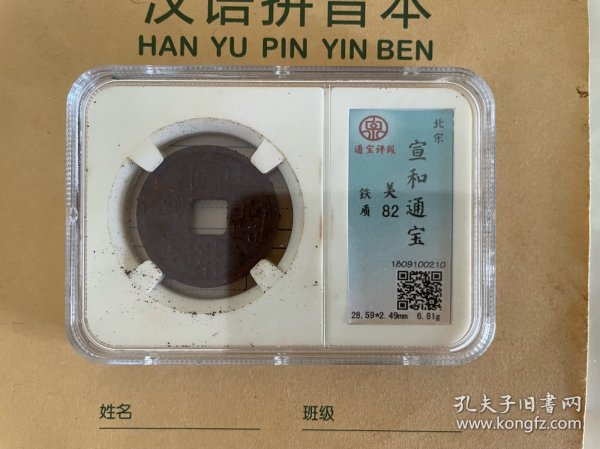 汉语拼音本
HAN YU PIN YIN BEN
通宝评级
北宋
宣和通宝
美82
铁质
1809100210
28.59*2.49mm 6.81g
姓名
班级
孔夫子旧书网
www.kongfz.com